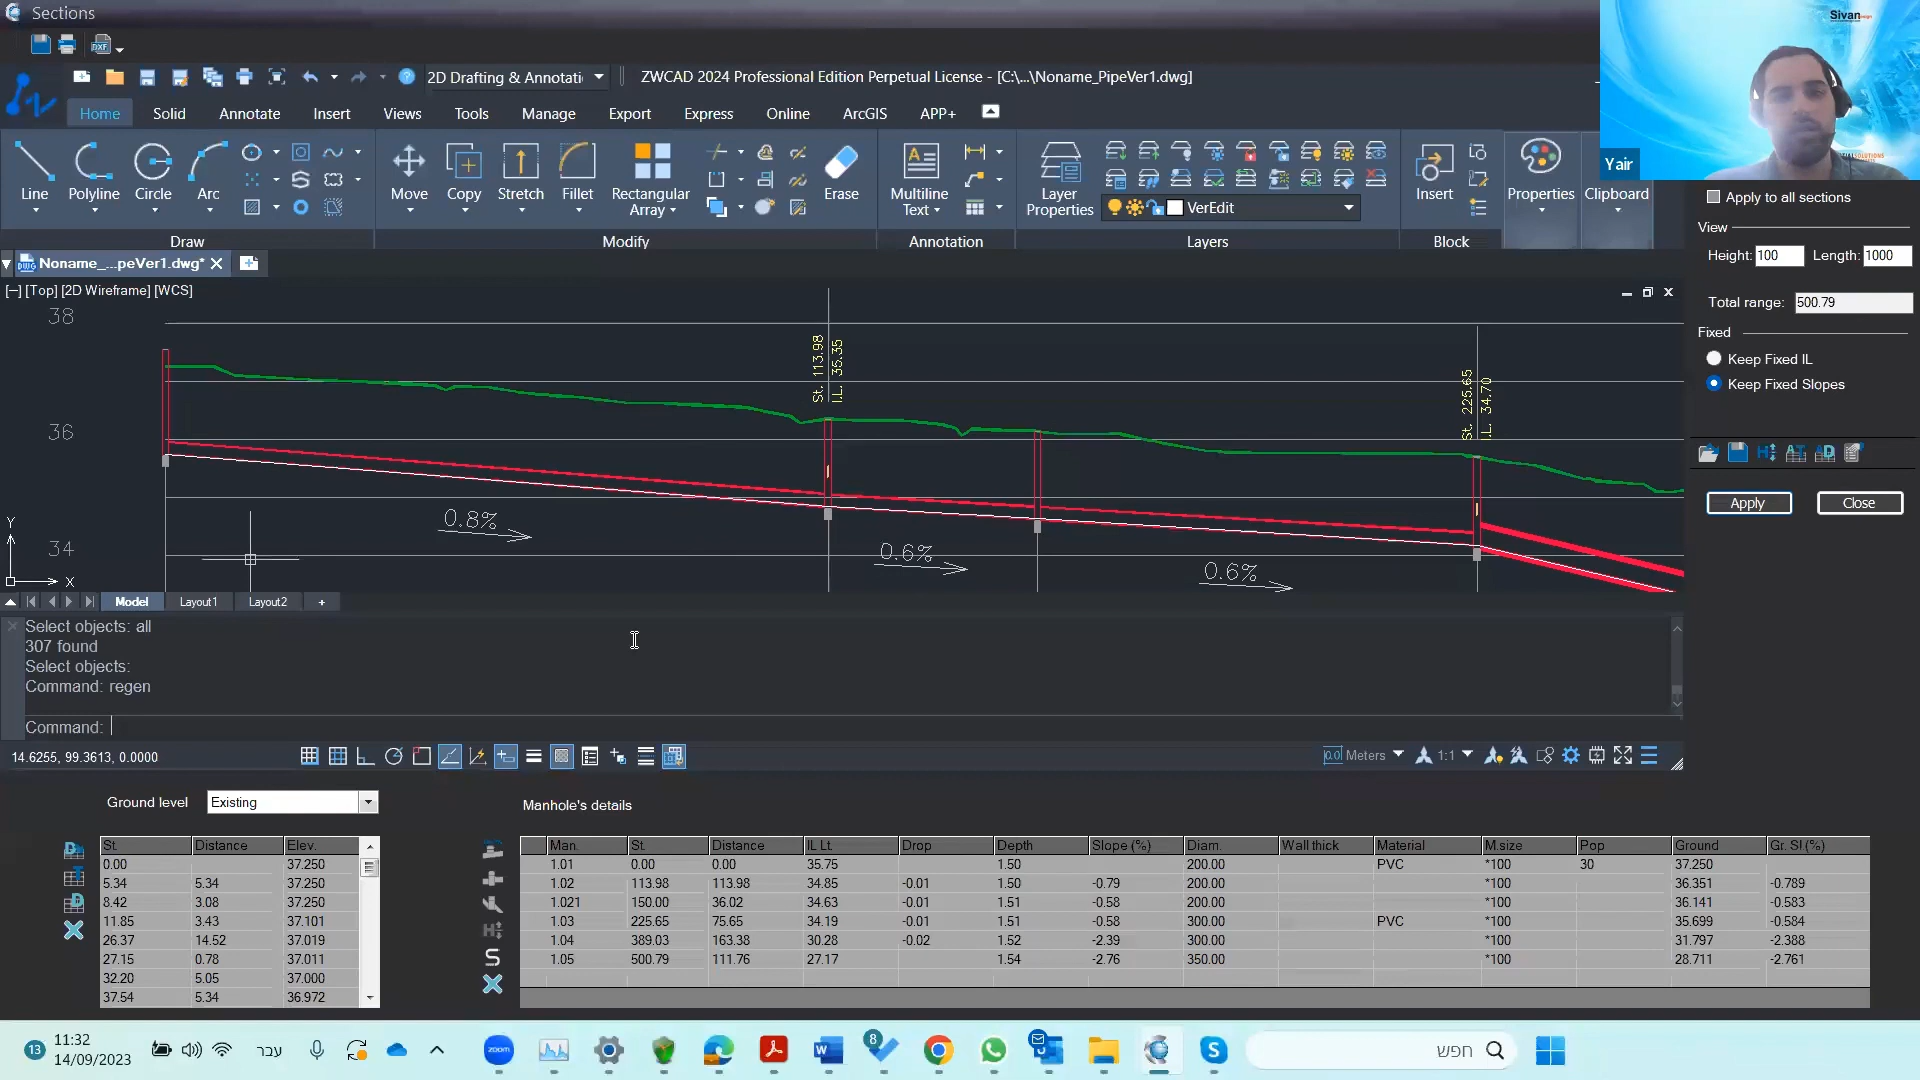 Sections
Sivan
DXF
2D Drafting & Annotati
ZWCAD 2024 Professional Edition Perpetual License - [C:\...\Noname_PipeVer1.dwg]
Home Solid Annotate Insert Views Tools Manage Export Express Online ArcGIS APP+
Line Polyline Circle Arc Move Copy Stretch Fillet Rectangular Array Erase Multiline Text Layer Properties VerEdit Insert Properties Clipboard
Draw Modify Annotation Layers Block
Yair
Apply to all sections
View
Height: 100 Length: 1000
Total range: 500.79
Fixed
Keep Fixed IL
Keep Fixed Slopes
Apply Close
Noname_...peVer1.dwg*
[−] [Top] [2D Wireframe] [WCS]
38
36
34
St. 113.98
I.L. 35.35
St. 225.65
I.L. 34.70
0.8%
0.6%
0.6%
Y
X
Model Layout1 Layout2 +
Select objects: all
307 found
Select objects:
Command: regen
Command:
14.6255, 99.3613, 0.0000
Meters 1:1
Ground level Existing
St. Distance Elev.
0.00 37.250
5.34 5.34 37.250
8.42 3.08 37.250
11.85 3.43 37.101
26.37 14.52 37.019
27.15 0.78 37.011
32.20 5.05 37.000
37.54 5.34 36.972
Manhole's details
Man. St. Distance IL Lt. Drop Depth Slope (%) Diam. Wall thick Material M.size Pop Ground Gr. Sl (%)
1.01 0.00 0.00 35.75 1.50 200.00 PVC *100 30 37.250
1.02 113.98 113.98 34.85 -0.01 1.50 -0.79 200.00 *100 36.351 -0.789
1.021 150.00 36.02 34.63 -0.01 1.51 -0.58 200.00 *100 36.141 -0.583
1.03 225.65 75.65 34.19 -0.01 1.51 -0.58 300.00 PVC *100 35.699 -0.584
1.04 389.03 163.38 30.28 -0.02 1.52 -2.39 300.00 *100 31.797 -2.388
1.05 500.79 111.76 27.17 1.54 -2.76 350.00 *100 28.711 -2.761
13
11:32
14/09/2023
עבר
zoom
8
חפש